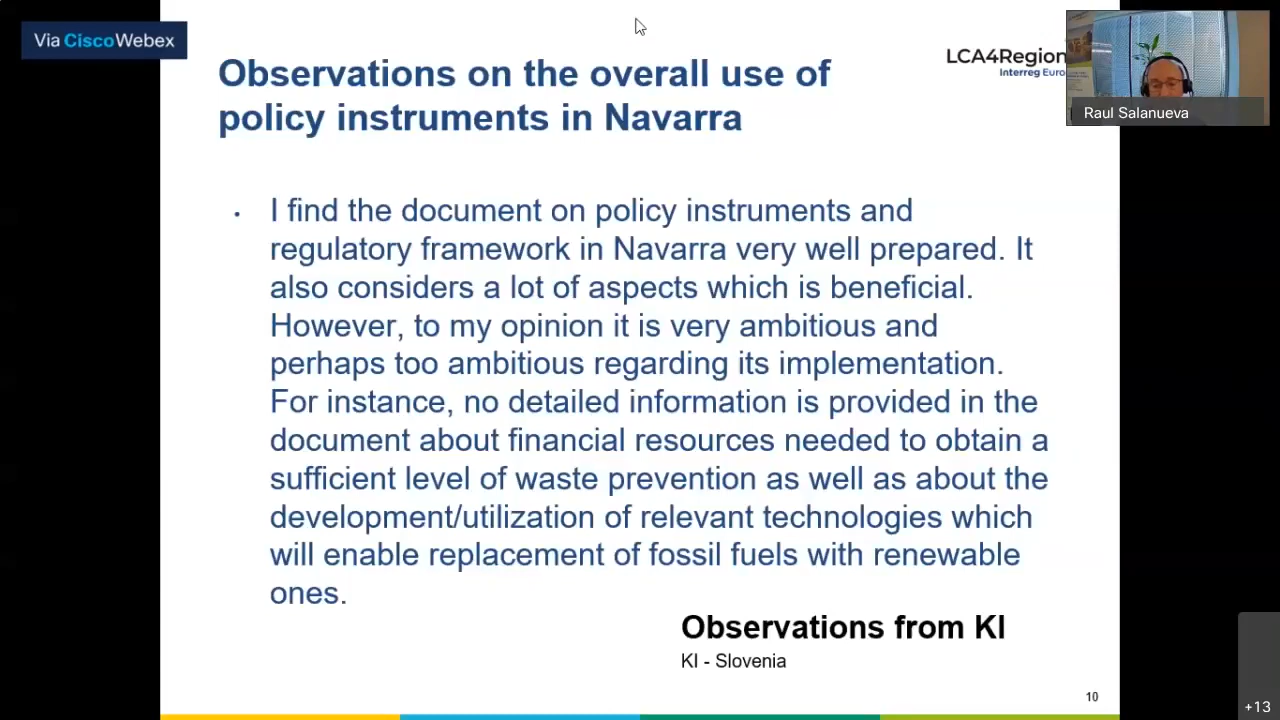 Via CiscoWebex
Observations on the overall use of
policy instruments in Navarra
LCA4Region
Interreg Euro
Raul Salanueva
• I find the document on policy instruments and
regulatory framework in Navarra very well prepared. It
also considers a lot of aspects which is beneficial.
However, to my opinion it is very ambitious and
perhaps too ambitious regarding its implementation.
For instance, no detailed information is provided in the
document about financial resources needed to obtain a
sufficient level of waste prevention as well as about the
development/utilization of relevant technologies which
will enable replacement of fossil fuels with renewable
ones.
Observations from KI
KI - Slovenia
10
+13